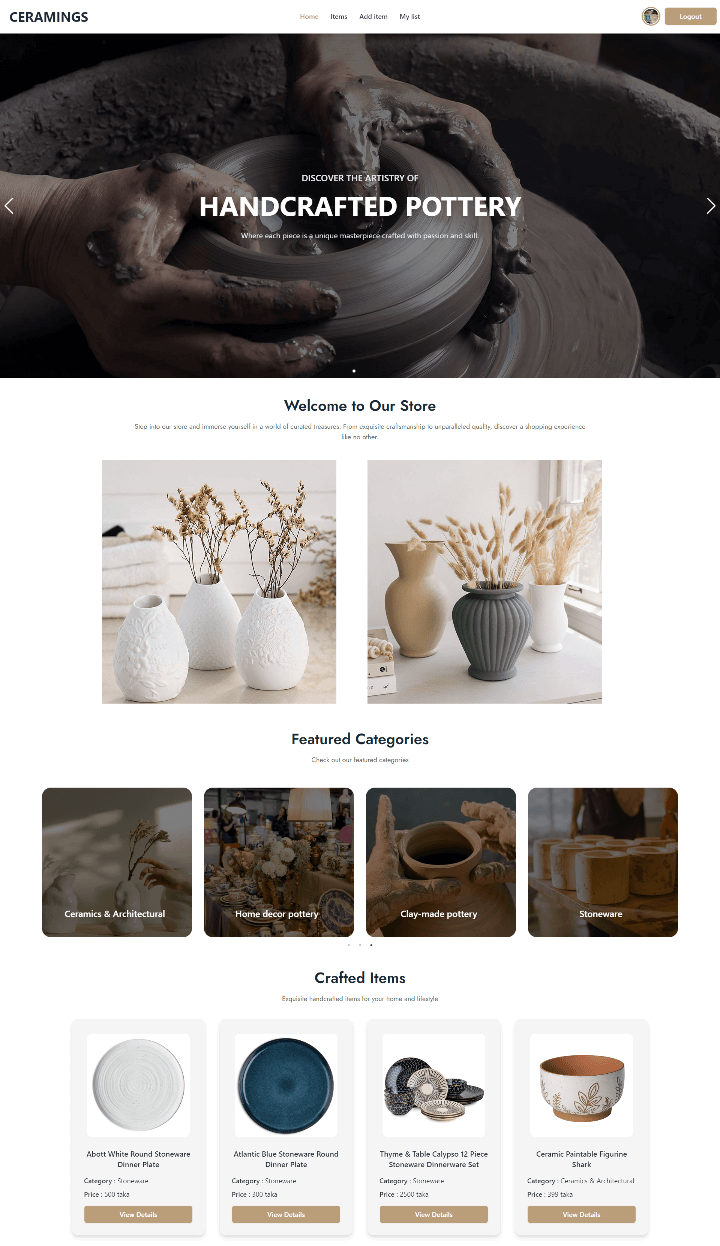 CERAMINGS
Home
Items
Add item
My list
Logout
DISCOVER THE ARTISTRY OF
HANDCRAFTED POTTERY
Where each piece is a unique masterpiece crafted with passion and skill.
Welcome to Our Store
Step into our store and immerse yourself in a world of curated treasures. From exquisite craftsmanship to unparalleled quality, discover a shopping experience
like no other.
Featured Categories
Check out our featured categories
Ceramics & Architectural
Home decor pottery
Clay-made pottery
Stoneware
Crafted Items
Exquisite handcrafted items for your home and lifestyle
Abott White Round Stoneware
Dinner Plate
Category : Stoneware
Price : 500 taka
View Details
Atlantic Blue Stoneware Round
Dinner Plate
Category : Stoneware
Price : 300 taka
View Details
Thyme & Table Calypso 12 Piece
Stoneware Dinnerware Set
Category : Stoneware
Price : 2500 taka
View Details
Ceramic Paintable Figurine
Shark
Category : Ceramics & Architectural
Price : 399 taka
View Details